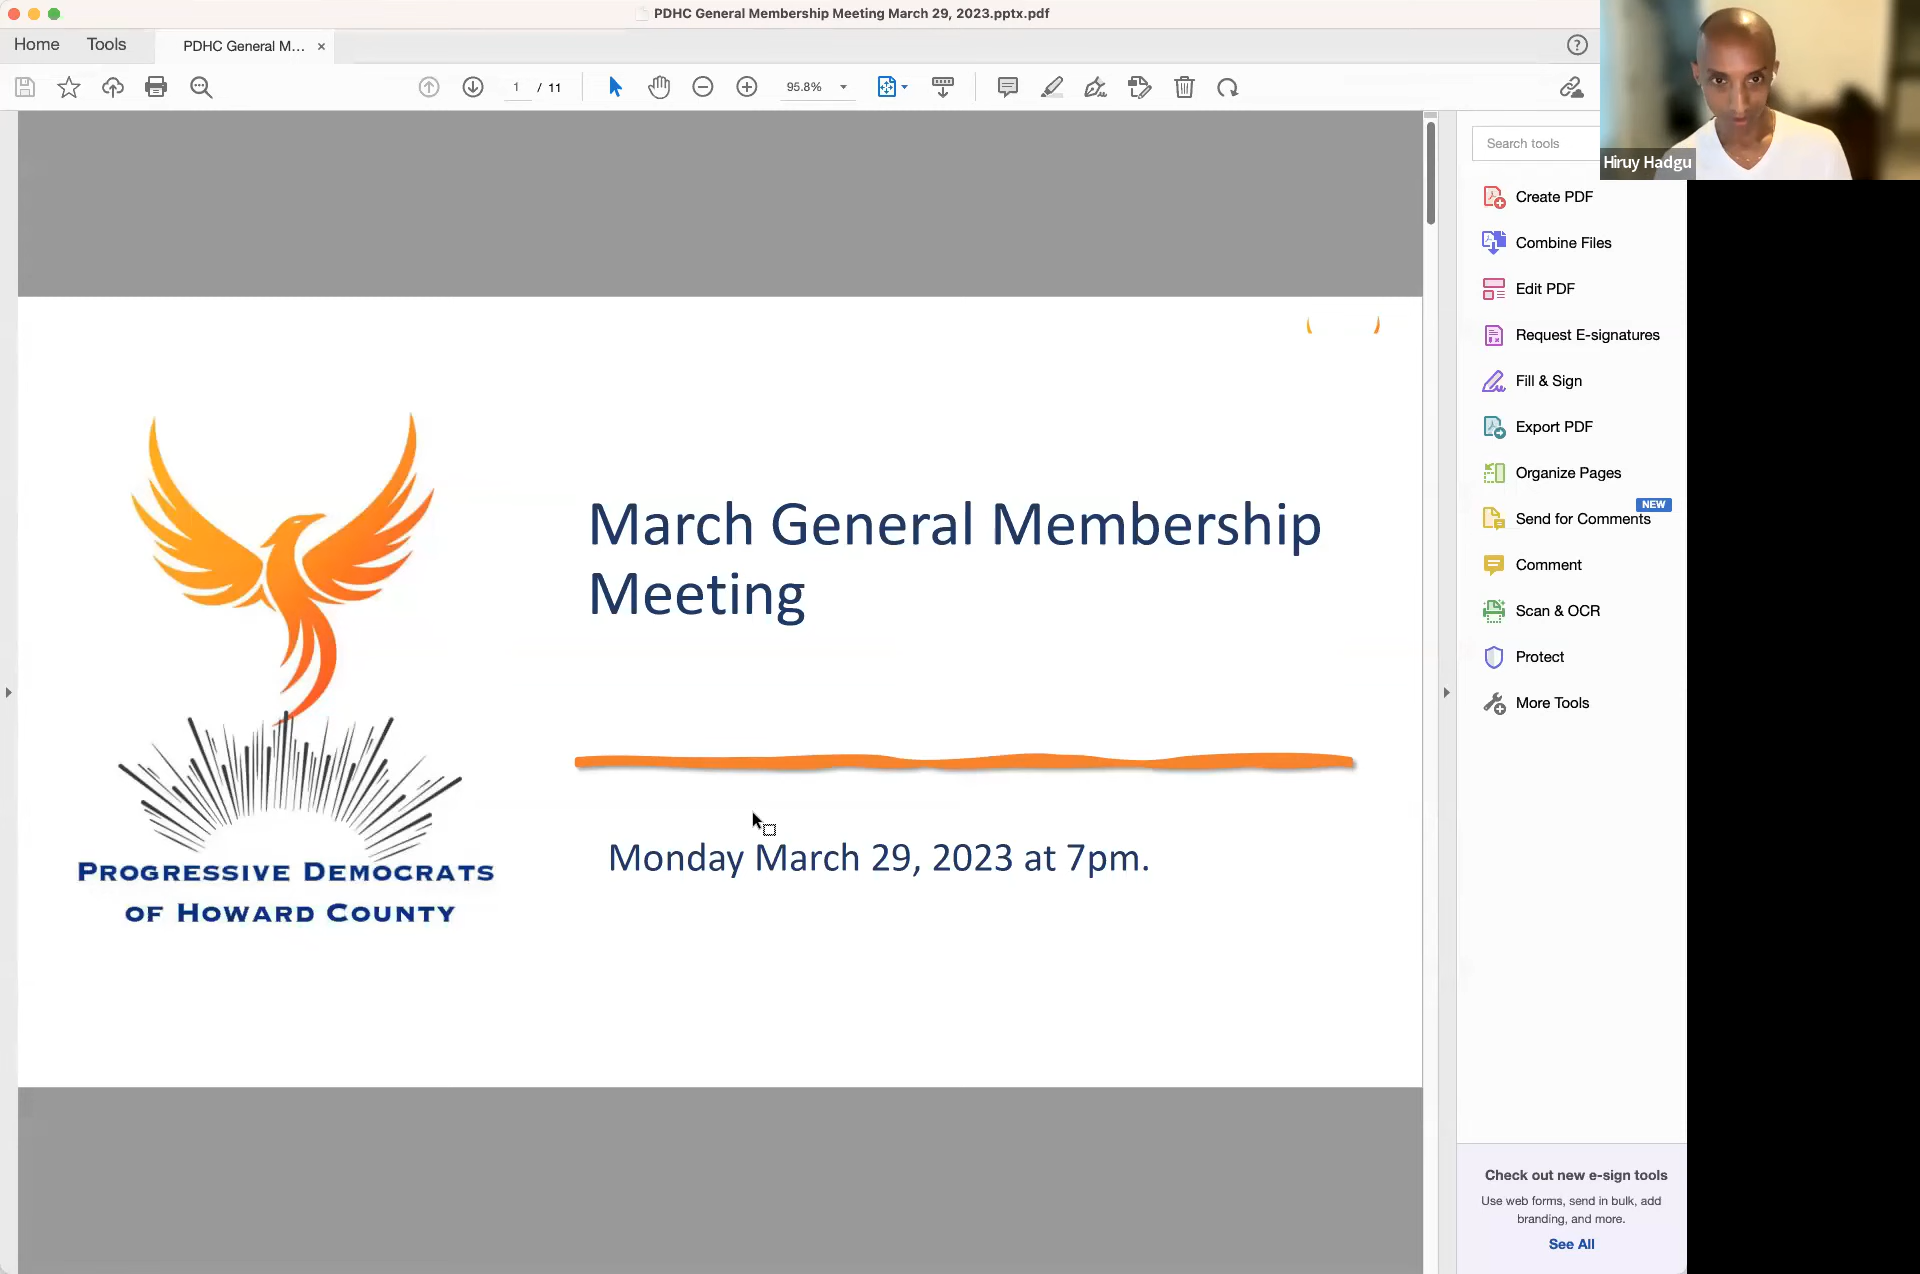 PDHC General Membership Meeting March 29, 2023.pptx.pdf
Home
Tools
PDHC General M... ×
1 / 11
95.8%
Search tools
Hiruy Hadgu
Create PDF
Combine Files
Edit PDF
Request E-signatures
Fill & Sign
Export PDF
Organize Pages
NEW
Send for Comments
Comment
Scan & OCR
Protect
More Tools
March General Membership
Meeting
Monday March 29, 2023 at 7pm.
PROGRESSIVE DEMOCRATS
OF HOWARD COUNTY
Check out new e-sign tools
Use web forms, send in bulk, add
branding, and more.
See All